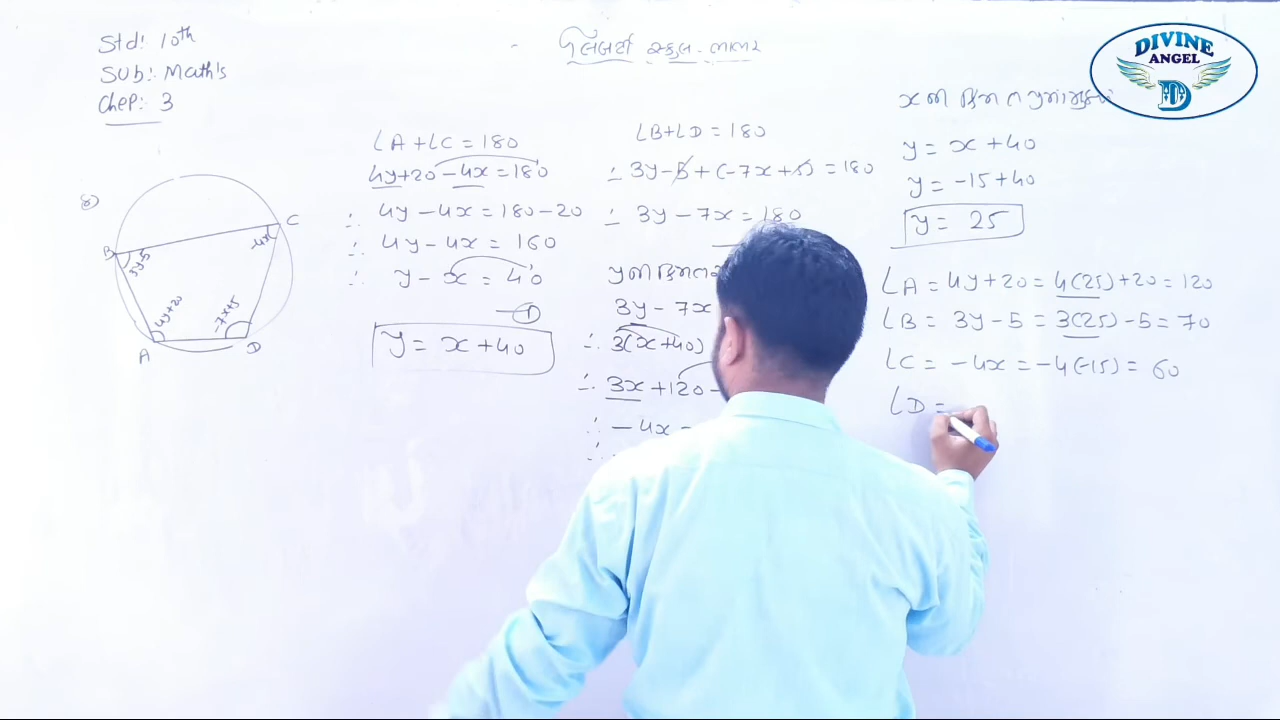 Std: 10th
Sub: Math's
Chep: 3
સ્કુલ - લાલર
DIVINE
ANGEL
D
B
C
A
D
3y-5
4x
4y+20
-7x+5
∠A + ∠C = 180
4y+20 -4x = 180
∴ 4y - 4x = 180 - 20
∴ 4y - 4x = 160
∴ y - x = 40
— ①
y = x + 40
∠B + ∠D = 180
∴ 3y - 5 + (-7x + 5) = 180
∴ 3y - 7x = 180
3y - 7x
∴ 3(x+40)
∴ 3x + 120 -
∴ - 4x
∴
y = x + 40
y = -15 + 40
y = 25
∠A = 4y + 20 = 4(25) + 20 = 120
∠B = 3y - 5 = 3(25) - 5 = 70
∠C = -4x = -4(-15) = 60
∠D =